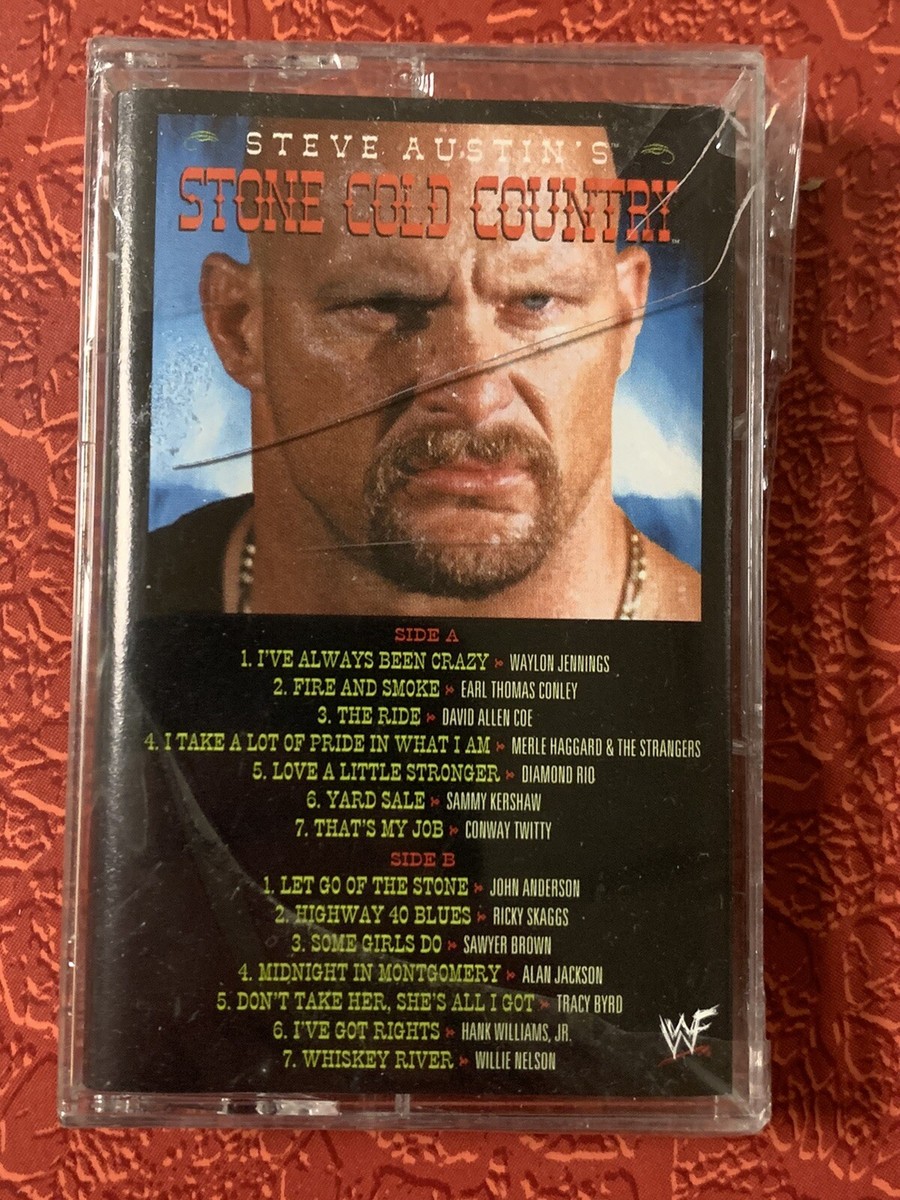 STEVE AUSTIN'S™
STONE COLD COUNTRY™
SIDE A
1. I'VE ALWAYS BEEN CRAZY WAYLON JENNINGS
2. FIRE AND SMOKE EARL THOMAS CONLEY
3. THE RIDE DAVID ALLEN COE
4. I TAKE A LOT OF PRIDE IN WHAT I AM MERLE HAGGARD & THE STRANGERS
5. LOVE A LITTLE STRONGER DIAMOND RIO
6. YARD SALE SAMMY KERSHAW
7. THAT'S MY JOB CONWAY TWITTY
SIDE B
1. LET GO OF THE STONE JOHN ANDERSON
2. HIGHWAY 40 BLUES RICKY SKAGGS
3. SOME GIRLS DO SAWYER BROWN
4. MIDNIGHT IN MONTGOMERY ALAN JACKSON
5. DON'T TAKE HER, SHE'S ALL I GOT TRACY BYRD
6. I'VE GOT RIGHTS HANK WILLIAMS, JR.
7. WHISKEY RIVER WILLIE NELSON
WF